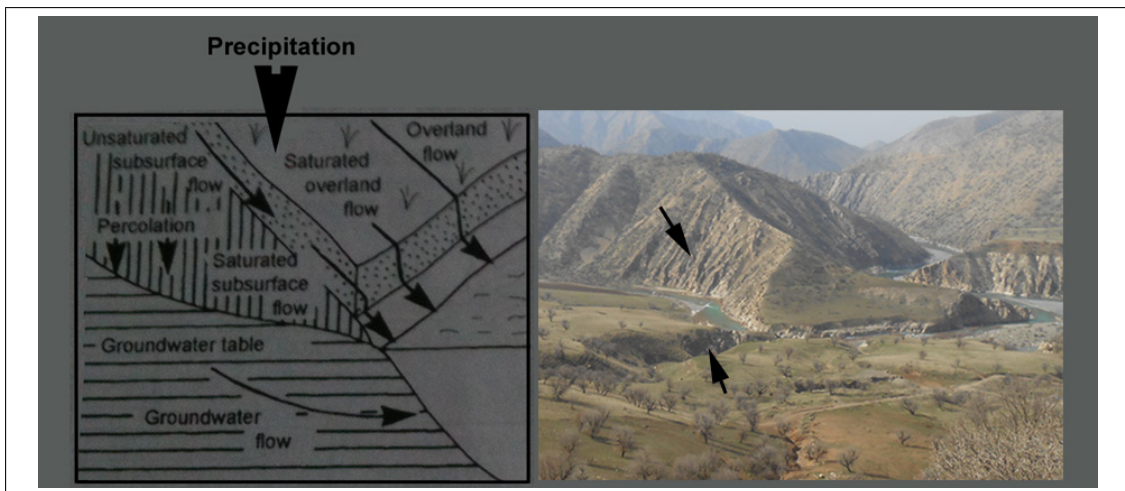 Precipitation
Unsaturated
subsurface
flow
Percolation
Saturated
overland
flow
Overland
flow
Saturated
subsurface
flow
Groundwater table
Groundwater
flow